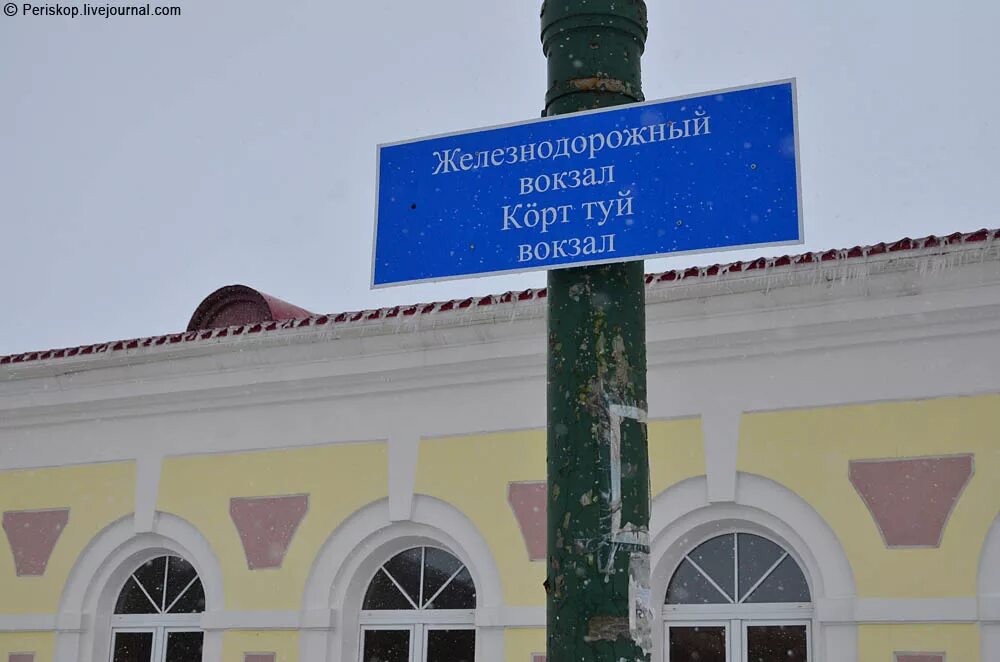 © Periskop.livejournal.com
Железнодорожный
вокзал
Кӧрт туй
вокзал